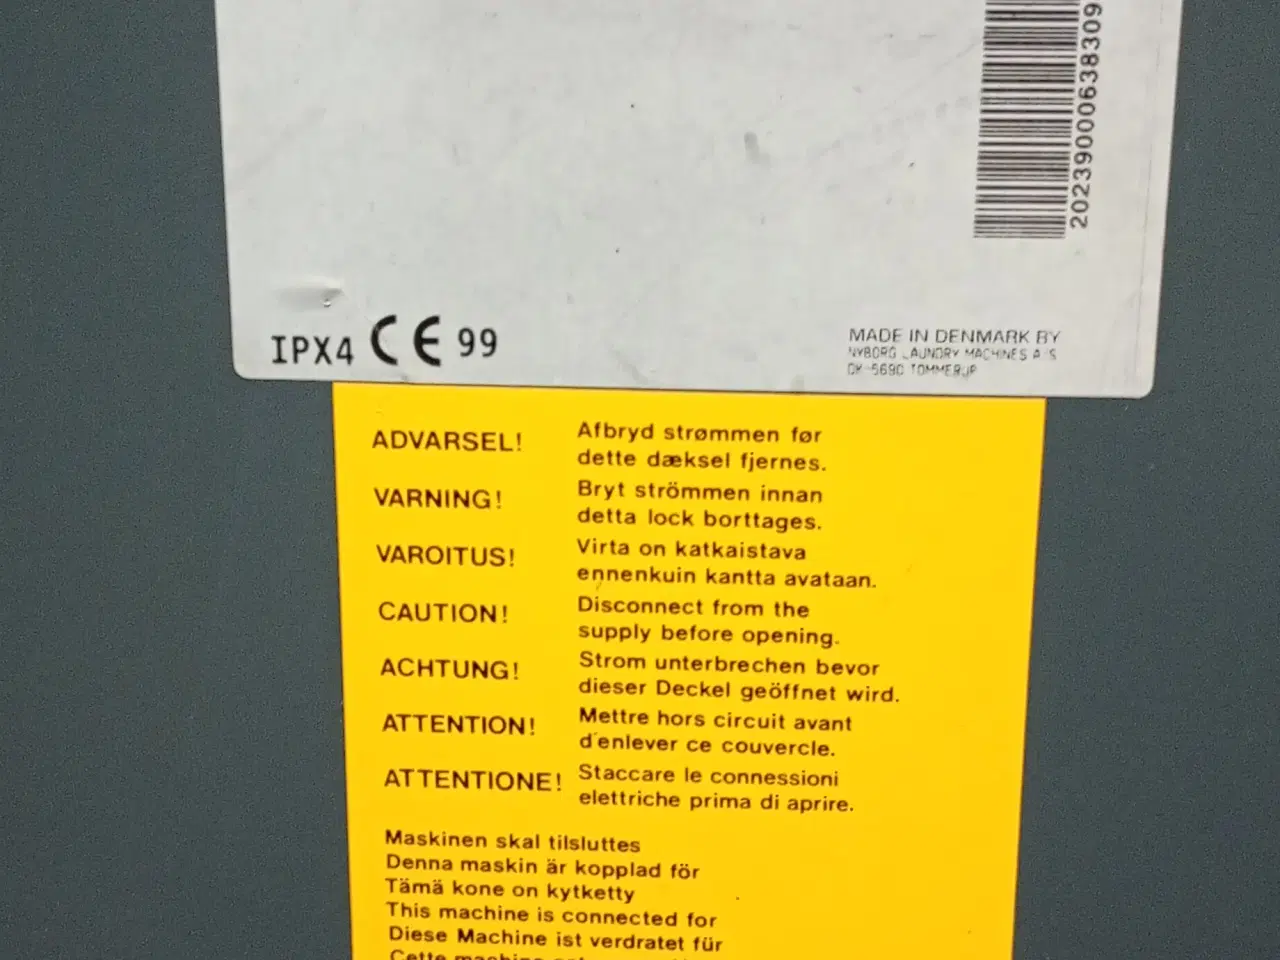 2023900063 8309
IPX4 CE 99
MADE IN DENMARK BY
NYBORG LAUNDRY MACHINES A/S
DK-5690 TOMMERUP
ADVARSEL! Afbryd strømmen før
dette dæksel fjernes.
VARNING! Bryt strömmen innan
detta lock borttages.
VAROITUS! Virta on katkaistava
ennenkuin kantta avataan.
CAUTION! Disconnect from the
supply before opening.
ACHTUNG! Strom unterbrechen bevor
dieser Deckel geöffnet wird.
ATTENTION! Mettre hors circuit avant
d'enlever ce couvercle.
ATTENTIONE! Staccare le connessioni
elettriche prima di aprire.
Maskinen skal tilsluttes
Denna maskin är kopplad för
Tämä kone on kytketty
This machine is connected for
Diese Machine ist verdratet für
Cette machine